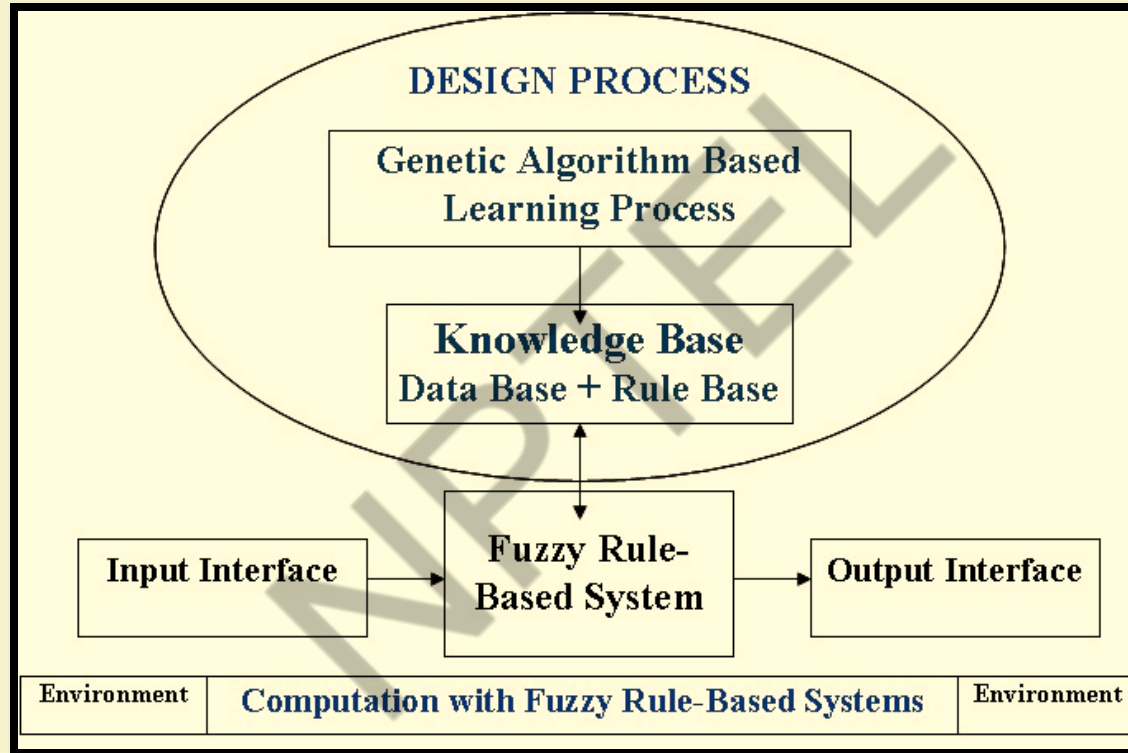 DESIGN PROCESS
Genetic Algorithm Based
Learning Process
Knowledge Base
Data Base + Rule Base
Input Interface
Fuzzy Rule-
Based System
Output Interface
Environment
Computation with Fuzzy Rule-Based Systems
Environment
NPTEL